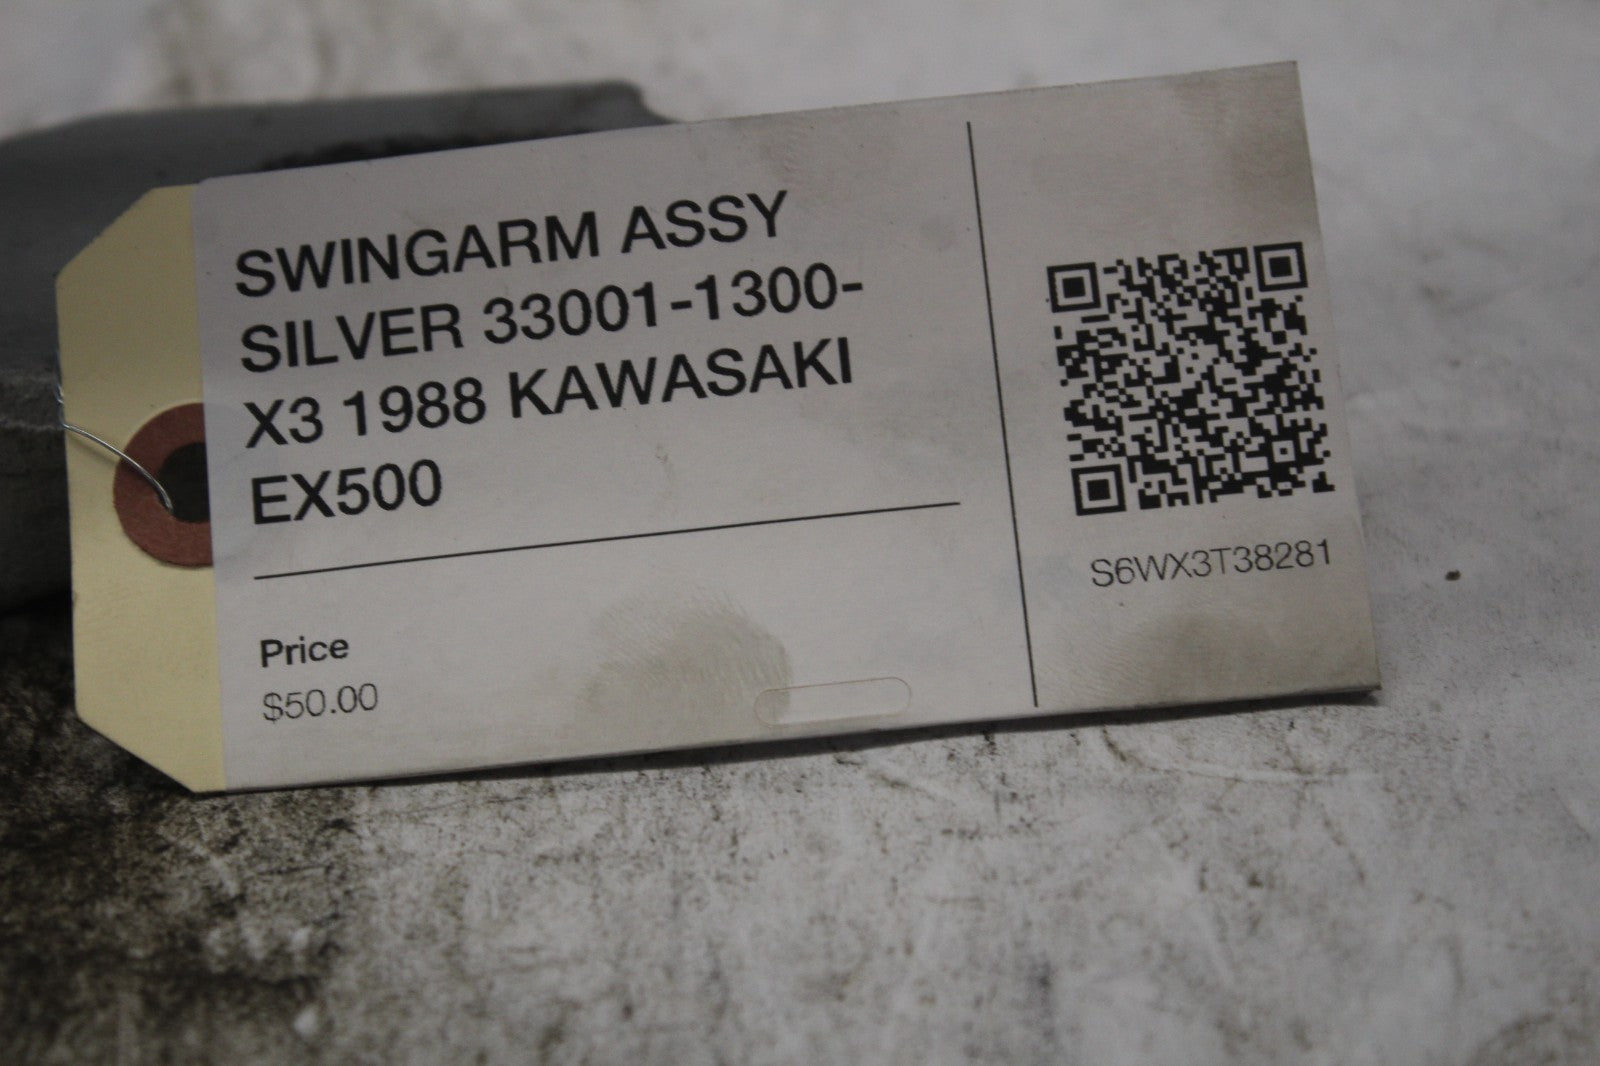 SWINGARM ASSY
SILVER 33001-1300-
X3 1988 KAWASAKI
EX500
Price
$50.00
S6WX3T38281